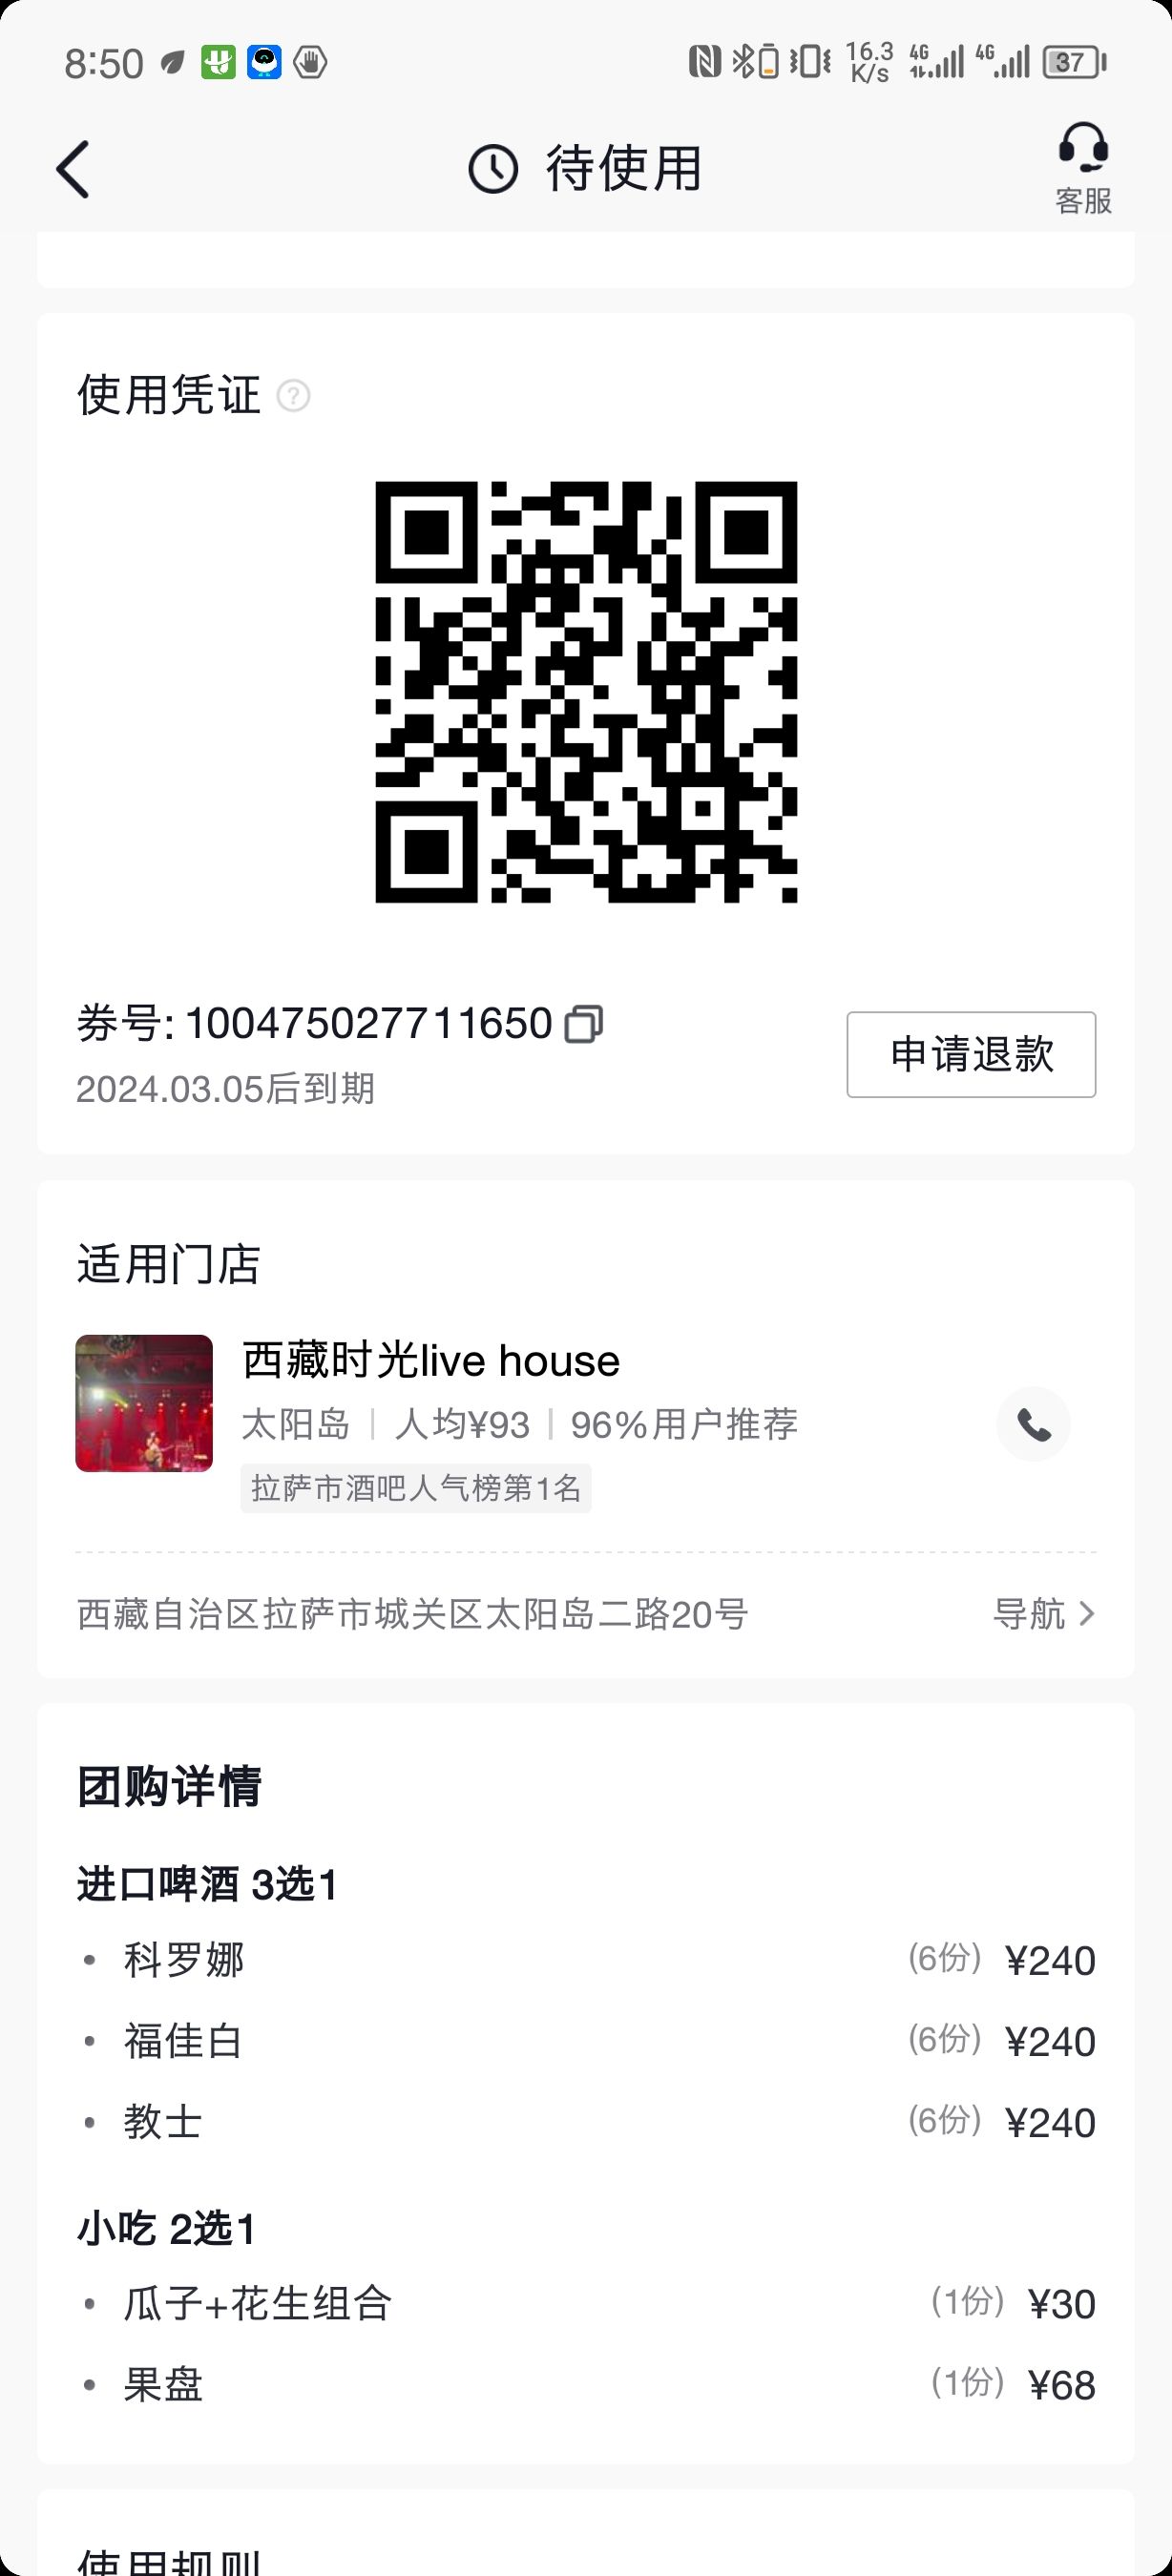 8:50
16.3
K/s
4G
4G
37
待使用
客服
使用凭证 ?
券号: 100475027711650
申请退款
2024.03.05后到期
适用门店
西藏时光live house
太阳岛 | 人均¥93 | 96%用户推荐
拉萨市酒吧人气榜第1名
西藏自治区拉萨市城关区太阳岛二路20号
导航
团购详情
进口啤酒 3选1
• 科罗娜 (6份) ¥240
• 福佳白 (6份) ¥240
• 教士 (6份) ¥240
小吃 2选1
• 瓜子+花生组合 (1份) ¥30
• 果盘 (1份) ¥68
使用规则